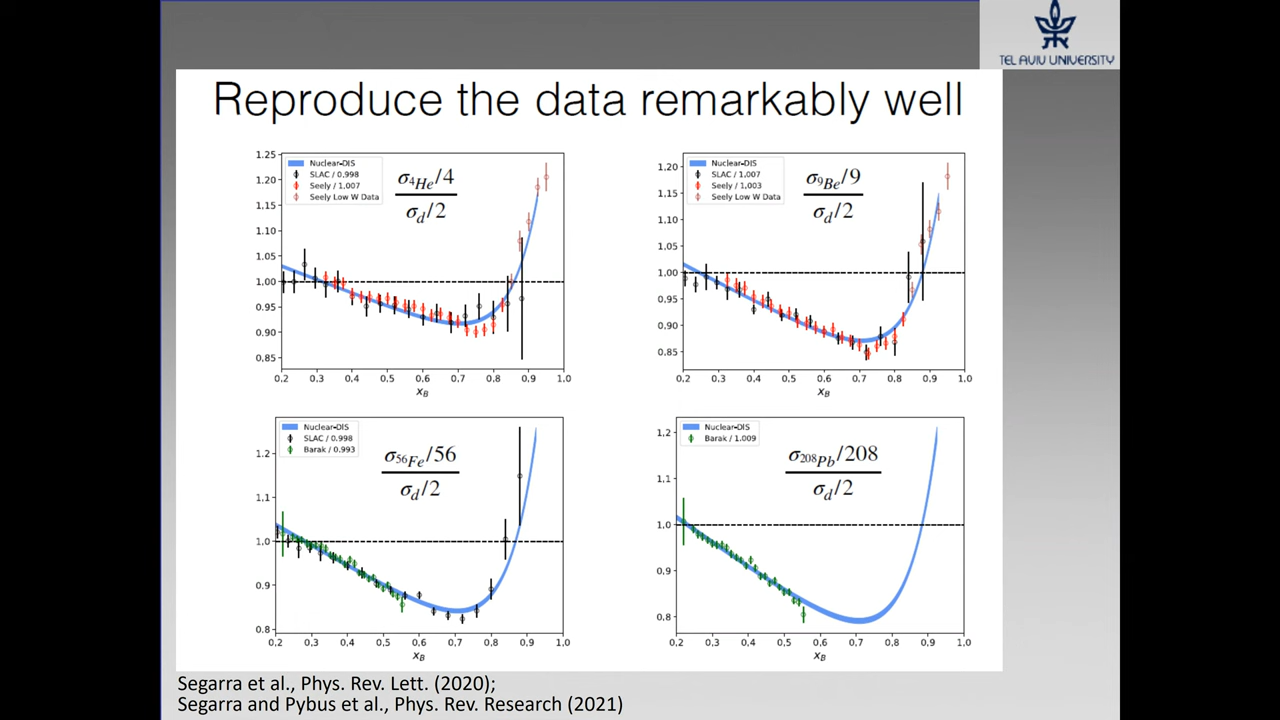 TEL AVIV UNIVERSITY
Reproduce the data remarkably well
1.25
1.20
1.15
1.10
1.05
1.00
0.95
0.90
0.85
Nuclear-DIS
SLAC / 0.998
Seely / 1.007
Seely Low W Data
σ⁴He/4
σd/2
0.2 0.3 0.4 0.5 0.6 0.7 0.8 0.9 1.0
xB
1.20
1.15
1.10
1.05
1.00
0.95
0.90
0.85
Nuclear-DIS
SLAC / 1.007
Seely / 1.003
Seely Low W Data
σ⁹Be/9
σd/2
0.2 0.3 0.4 0.5 0.6 0.7 0.8 0.9 1.0
xB
1.2
1.1
1.0
0.9
0.8
Nuclear-DIS
SLAC / 0.998
Barak / 0.993
σ⁵⁶Fe/56
σd/2
0.2 0.3 0.4 0.5 0.6 0.7 0.8 0.9 1.0
xB
1.2
1.1
1.0
0.9
0.8
Nuclear-DIS
Barak / 1.009
σ²⁰⁸Pb/208
σd/2
0.2 0.3 0.4 0.5 0.6 0.7 0.8 0.9 1.0
xB
Segarra et al., Phys. Rev. Lett. (2020);
Segarra and Pybus et al., Phys. Rev. Research (2021)